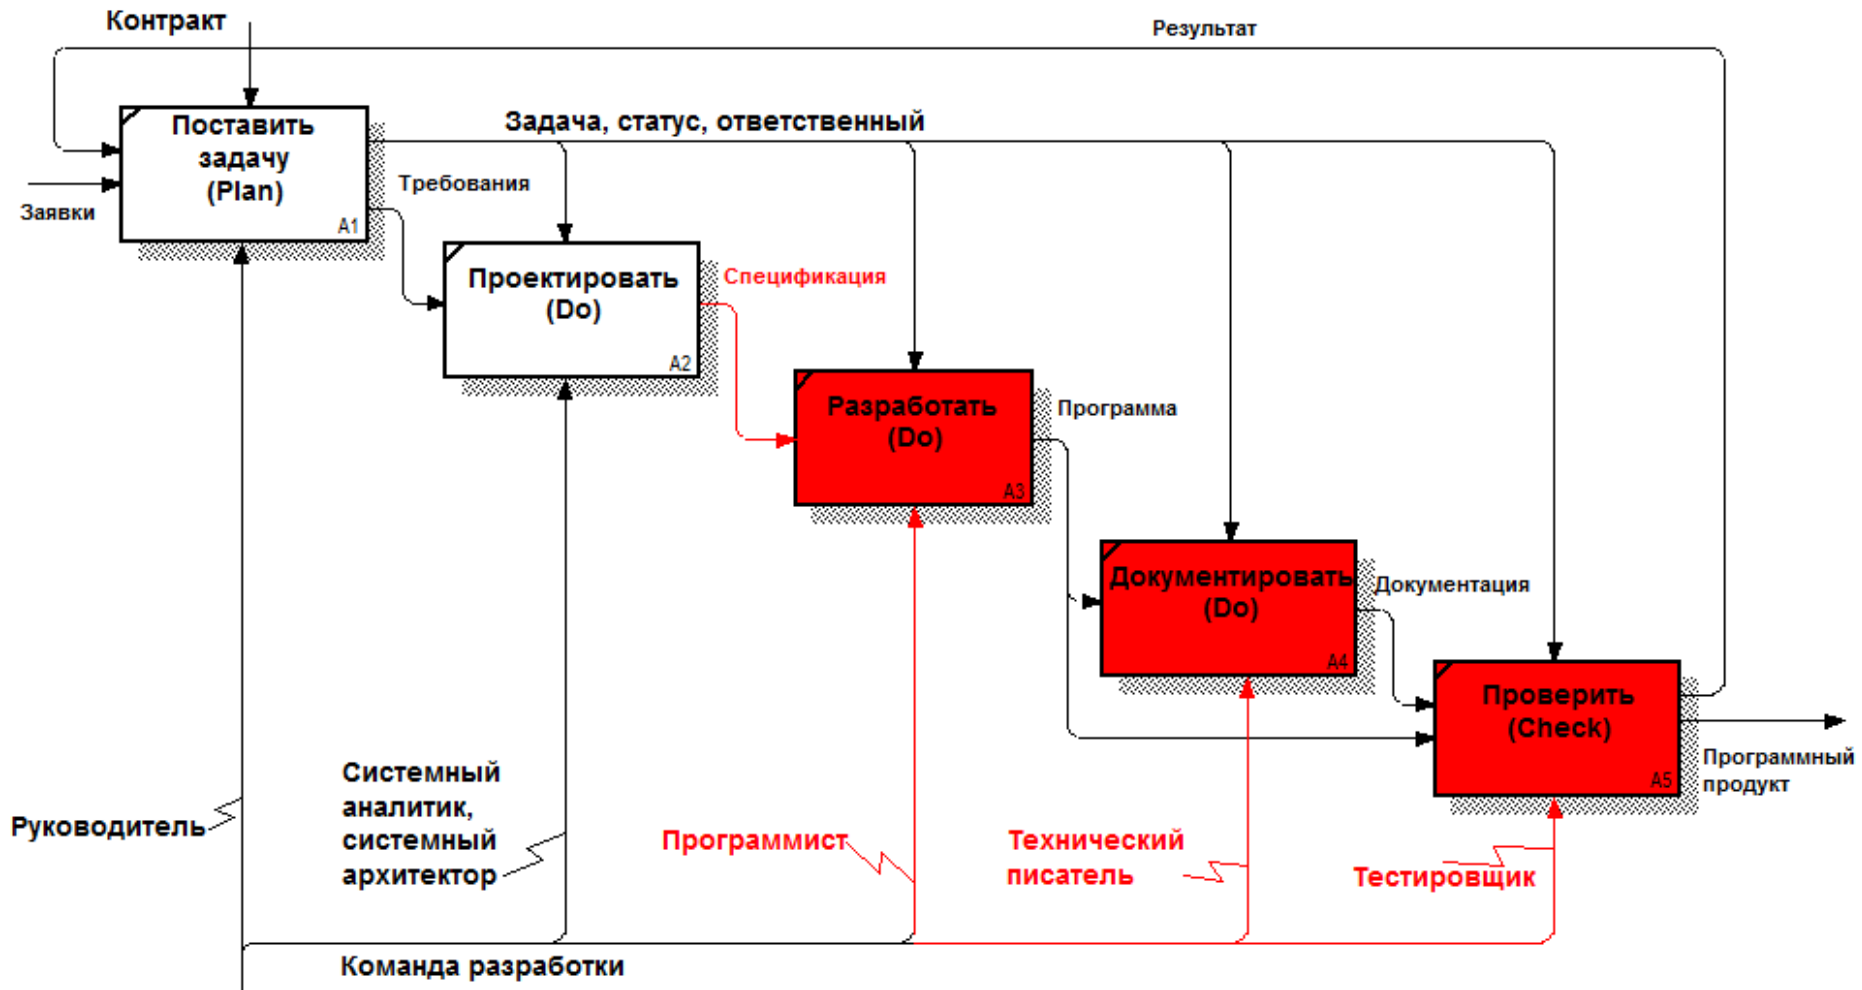 Контракт
Результат
Поставить
задачу
(Plan)
A1
Заявки
Задача, статус, ответственный
Требования
Проектировать
(Do)
A2
Спецификация
Разработать
(Do)
A3
Программа
Документировать
(Do)
A4
Документация
Проверить
(Check)
A5
Программный
продукт
Руководитель
Системный
аналитик,
системный
архитектор
Программист
Технический
писатель
Тестировщик
Команда разработки